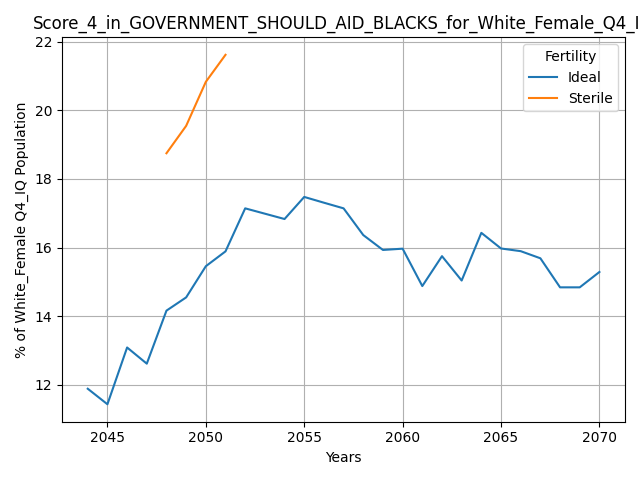 Score_4_in_GOVERNMENT_SHOULD_AID_BLACKS_for_White_Female_Q4_I
22
20
18
16
14
12
% of White_Female Q4_IQ Population
Fertility
Ideal
Sterile
2045
2050
2055
2060
2065
2070
Years